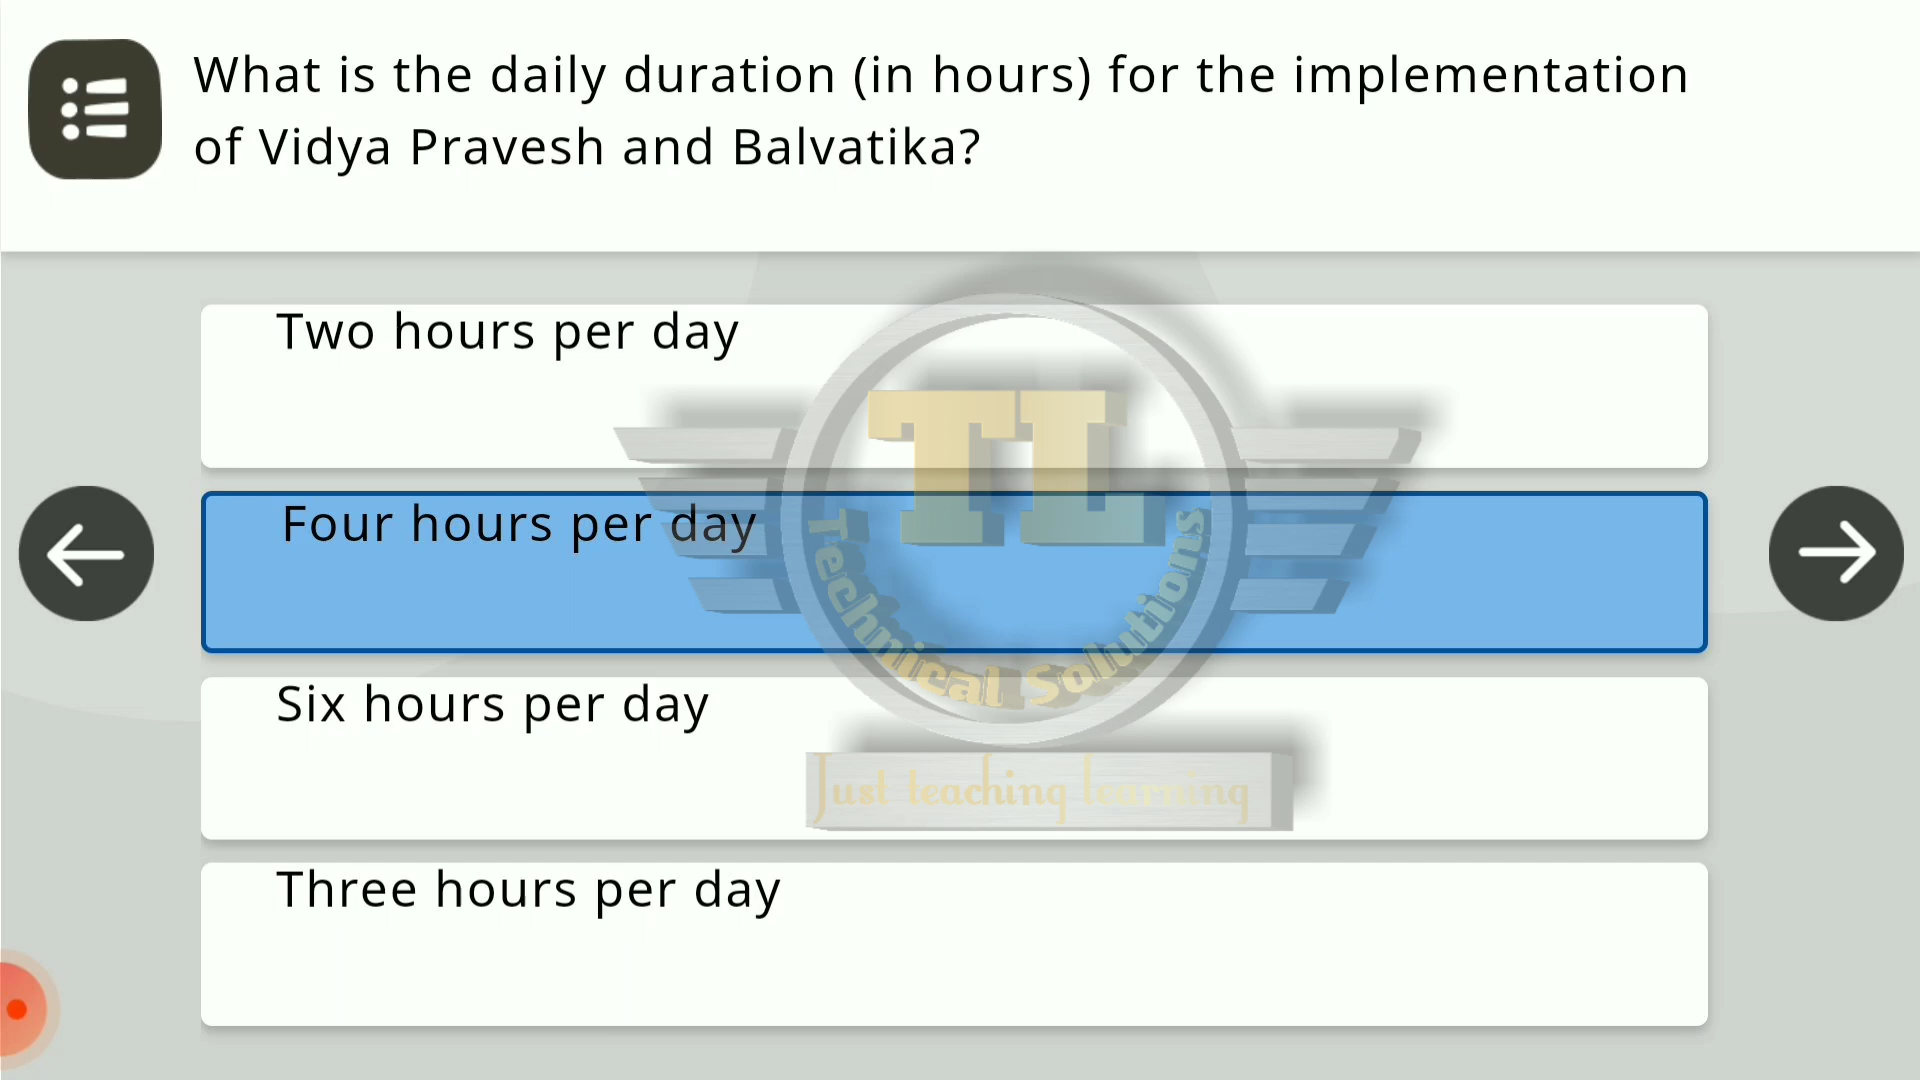 What is the daily duration (in hours) for the implementation
of Vidya Pravesh and Balvatika?
Two hours per day
TL
Four hours per day
Technical Solutions
Six hours per day
Just teaching learning
Three hours per day